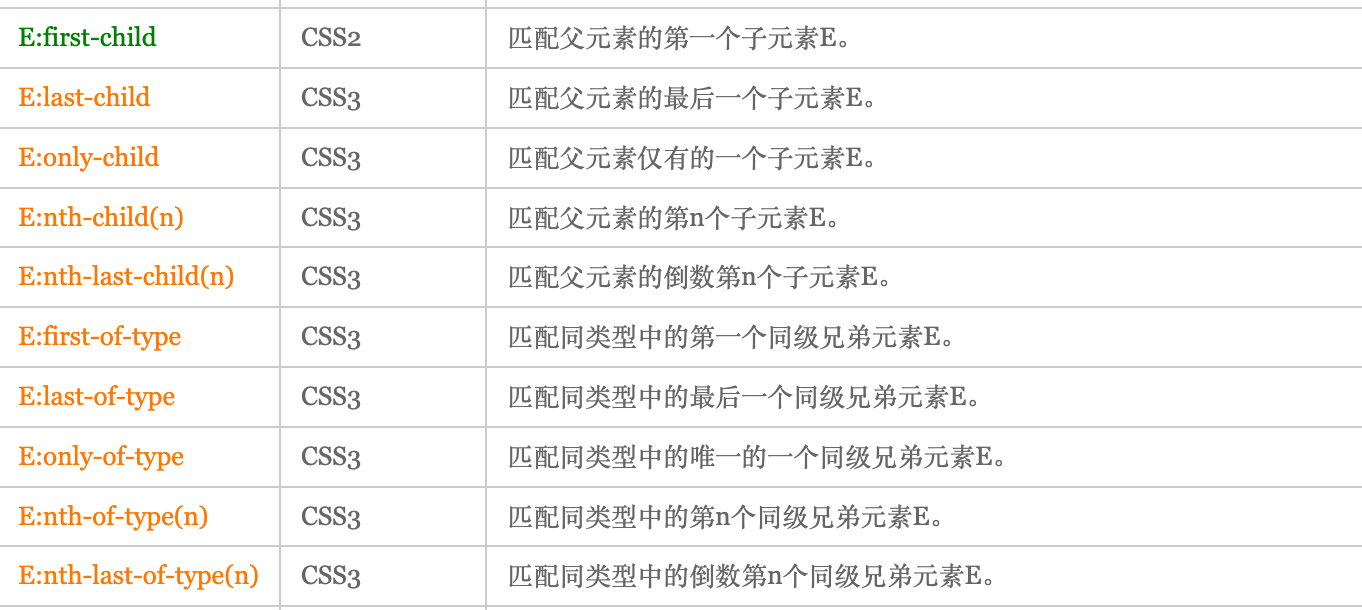 E:first-child CSS2 匹配父元素的第一个子元素E。
E:last-child CSS3 匹配父元素的最后一个子元素E。
E:only-child CSS3 匹配父元素仅有的一个子元素E。
E:nth-child(n) CSS3 匹配父元素的第n个子元素E。
E:nth-last-child(n) CSS3 匹配父元素的倒数第n个子元素E。
E:first-of-type CSS3 匹配同类型中的第一个同级兄弟元素E。
E:last-of-type CSS3 匹配同类型中的最后一个同级兄弟元素E。
E:only-of-type CSS3 匹配同类型中的唯一的一个同级兄弟元素E。
E:nth-of-type(n) CSS3 匹配同类型中的第n个同级兄弟元素E。
E:nth-last-of-type(n) CSS3 匹配同类型中的倒数第n个同级兄弟元素E。